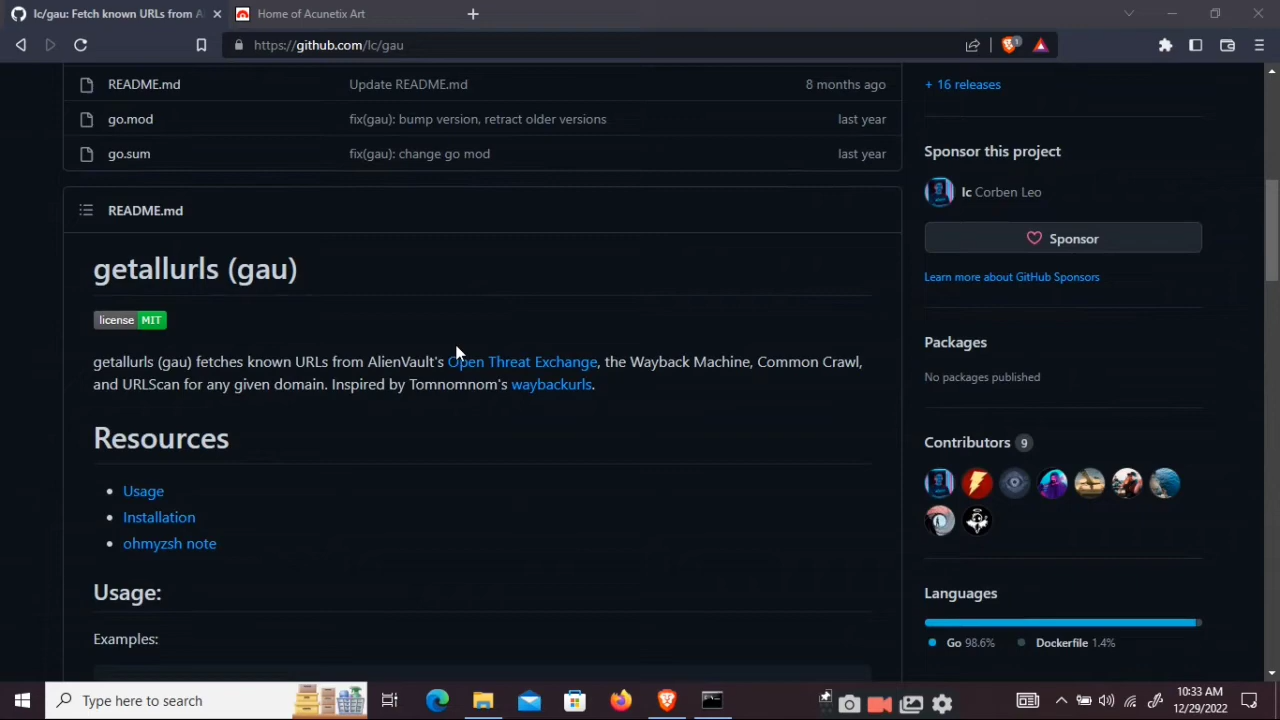 lc/gau: Fetch known URLs from A
Home of Acunetix Art
https://github.com/lc/gau
1
README.md
Update README.md
8 months ago
go.mod
fix(gau): bump version, retract older versions
last year
go.sum
fix(gau): change go mod
last year
README.md
getallurls (gau)
license MIT
getallurls (gau) fetches known URLs from AlienVault's Open Threat Exchange, the Wayback Machine, Common Crawl,
and URLScan for any given domain. Inspired by Tomnomnom's waybackurls.
Resources
• Usage
• Installation
• ohmyzsh note
Usage:
Examples:
+ 16 releases
Sponsor this project
lc Corben Leo
Sponsor
Learn more about GitHub Sponsors
Packages
No packages published
Contributors 9
Languages
Go 98.6%
Dockerfile 1.4%
Type here to search
10:33 AM
12/29/2022